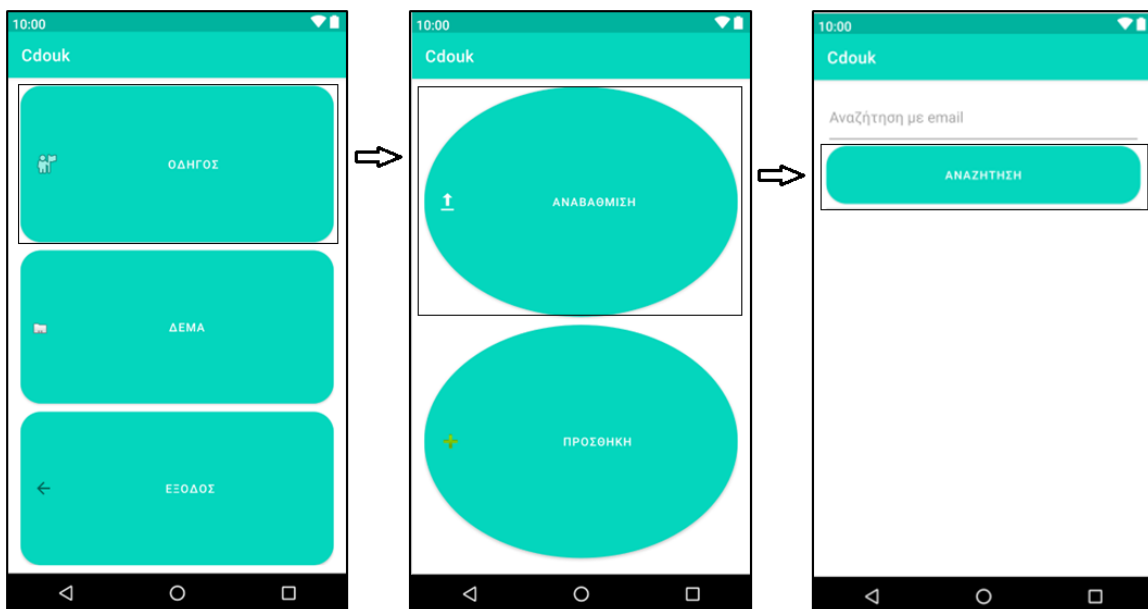 10:00
Cdouk
ΟΔΗΓΟΣ
ΔΕΜΑ
ΕΞΟΔΟΣ
10:00
Cdouk
ΑΝΑΒΑΘΜΙΣΗ
ΠΡΟΣΘΗΚΗ
10:00
Cdouk
Αναζήτηση με email
ΑΝΑΖΗΤΗΣΗ